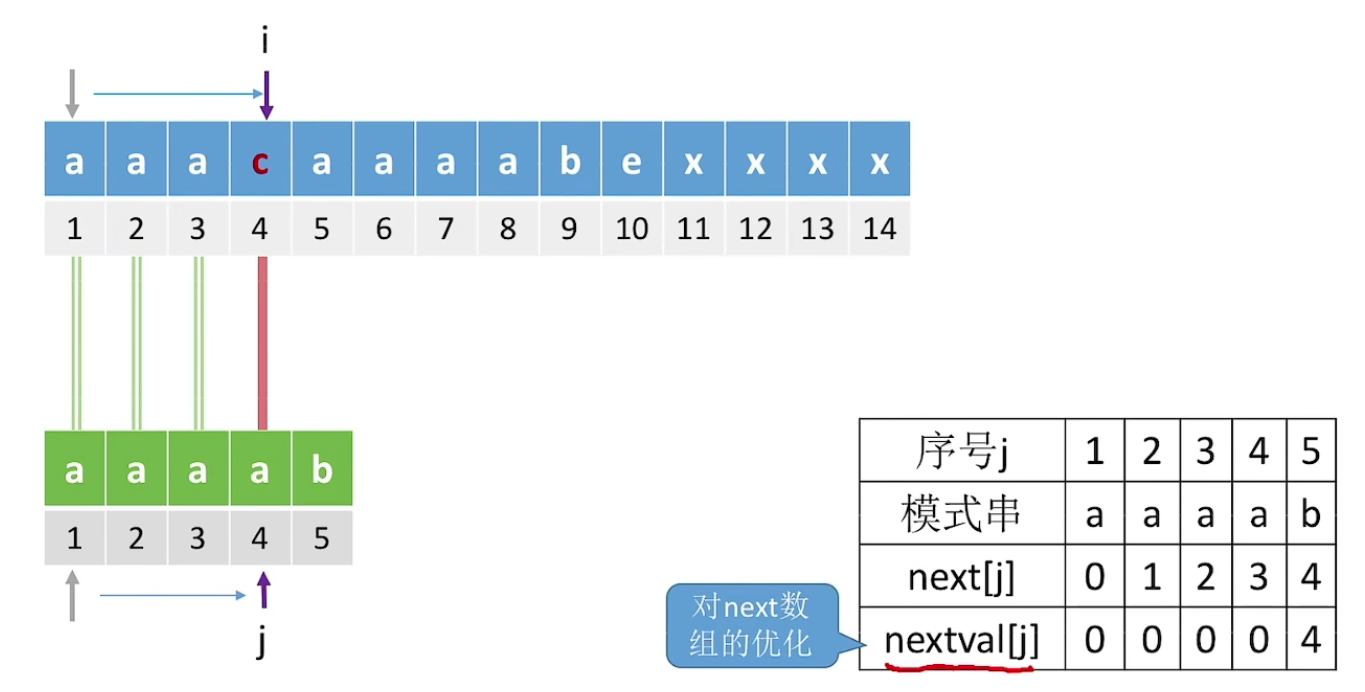 i
a a a c a a a a b e x x x x
1 2 3 4 5 6 7 8 9 10 11 12 13 14
a a a a b
1 2 3 4 5
j
对next数
组的优化
序号j 1 2 3 4 5
模式串 a a a a b
next[j] 0 1 2 3 4
nextval[j] 0 0 0 0 4